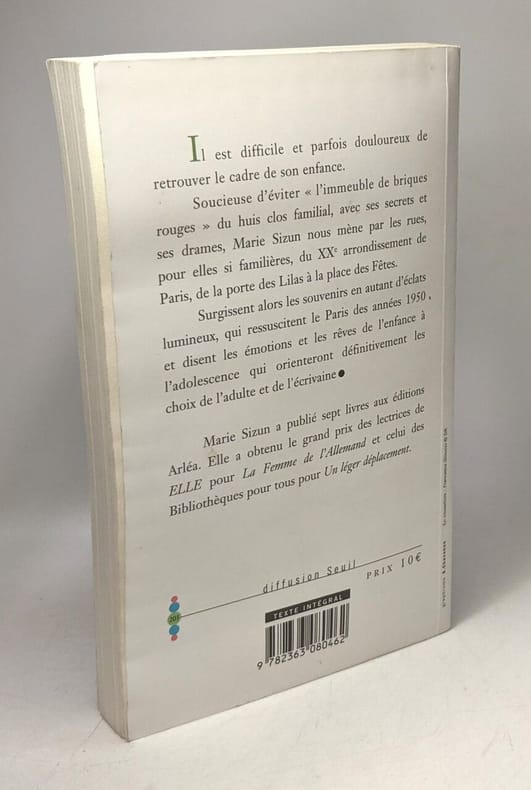 Il est difficile et parfois douloureux de
retrouver le cadre de son enfance.
Soucieuse d'éviter « l'immeuble de briques
rouges » du huis clos familial, avec ses secrets et
ses drames, Marie Sizun nous mène par les rues,
pour elles si familières, du XXe arrondissement de
Paris, de la porte des Lilas à la place des Fêtes.
Surgissent alors les souvenirs en autant d'éclats
lumineux, qui ressuscitent le Paris des années 1950,
et disent les émotions et les rêves de l'enfance à
l'adolescence qui orienteront définitivement les
choix de l'adulte et de l'écrivaine
Marie Sizun a publié sept livres aux éditions
Arléa. Elle a obtenu le grand prix des lectrices de
ELLE pour La Femme de l'Allemand et celui des
Bibliothèques pour tous pour Un léger déplacement.
diffusion Seuil
PRIX 10€
TEXTE INTÉGRAL
9 782363 080462